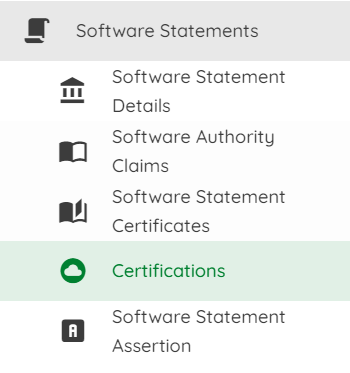 Software Statements
Software Statement
Details
Software Authority
Claims
Software Statement
Certificates
Certifications
A Software Statement
Assertion